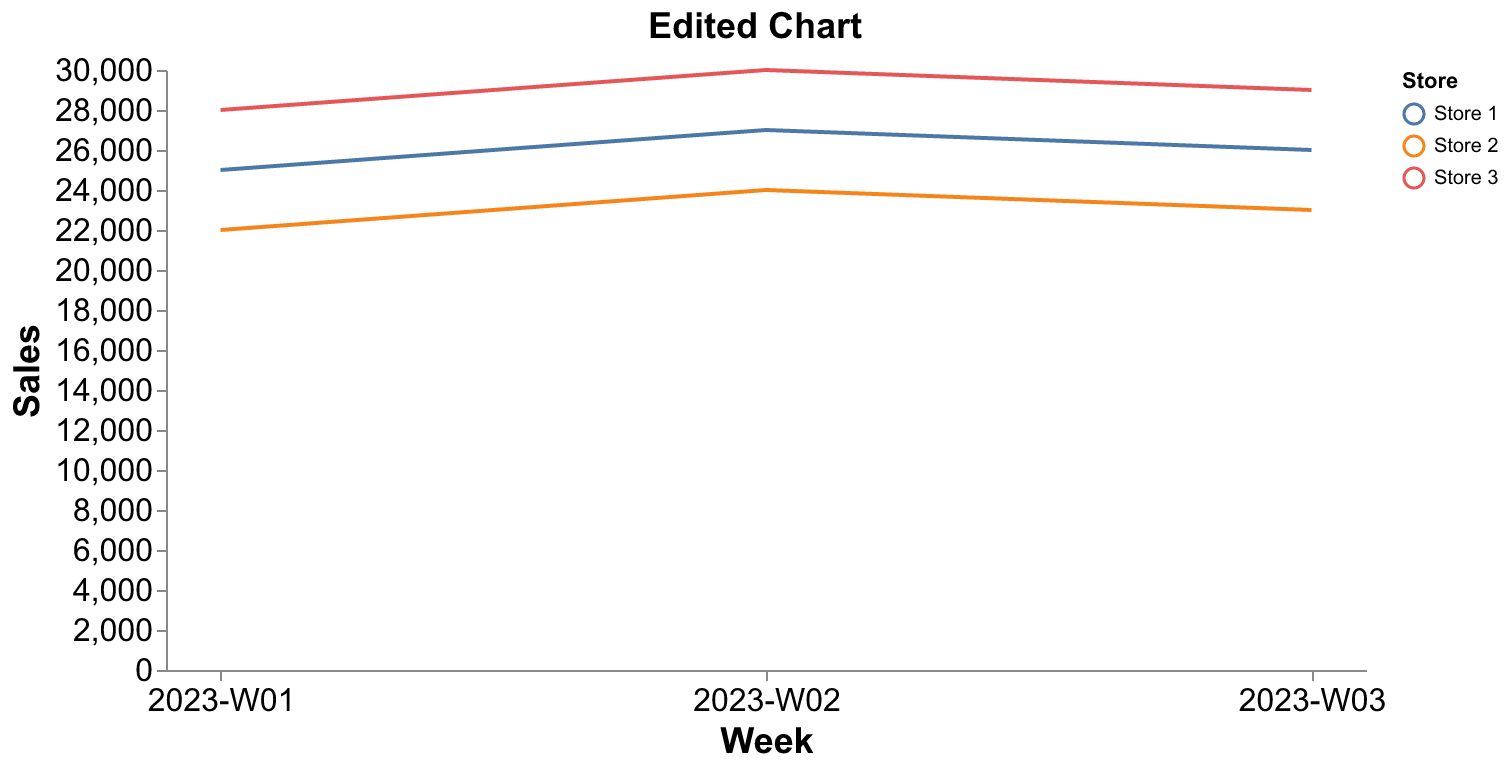 Edited Chart
30,000
28,000
26,000
24,000
22,000
20,000
18,000
16,000
14,000
12,000
10,000
8,000
6,000
4,000
2,000
0
Sales
2023-W01 2023-W02 2023-W03
Week
Store
Store 1
Store 2
Store 3